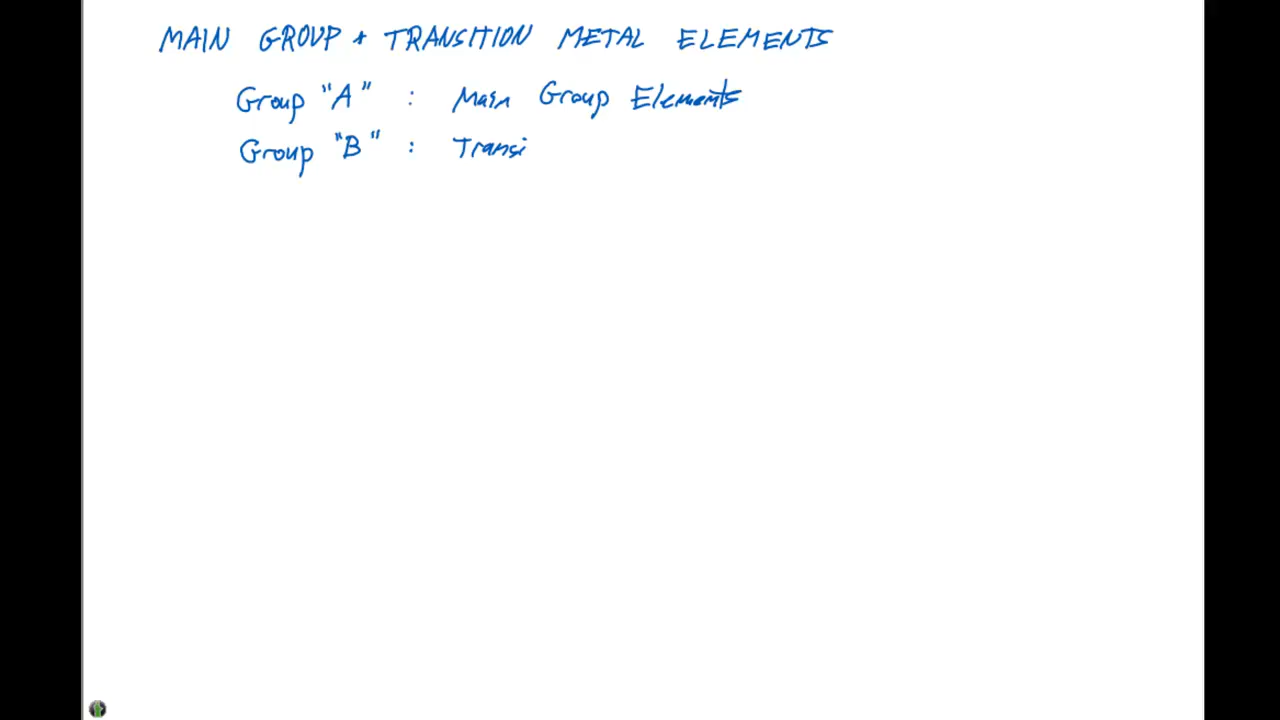 MAIN GROUP + TRANSITION METAL ELEMENTS
Group "A" : Main Group Elements
Group "B" : Transi